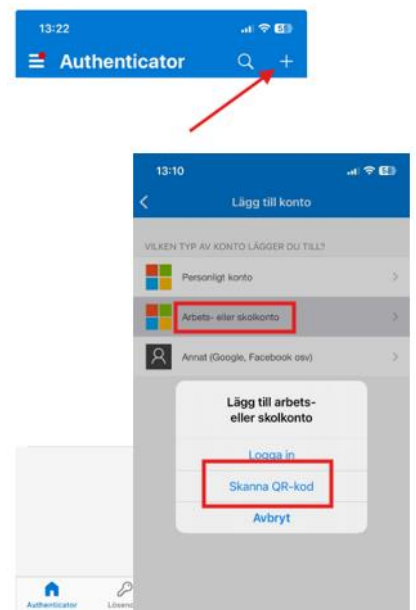 13:22
Authenticator
13:10
Lägg till konto
VILKEN TYP AV KONTO LÄGGER DU TILL?
Personligt konto
Arbets- eller skolkonto
Annat (Google, Facebook osv)
Lägg till arbets-
eller skolkonto
Logga in
Skanna QR-kod
Avbryt
Authenticator